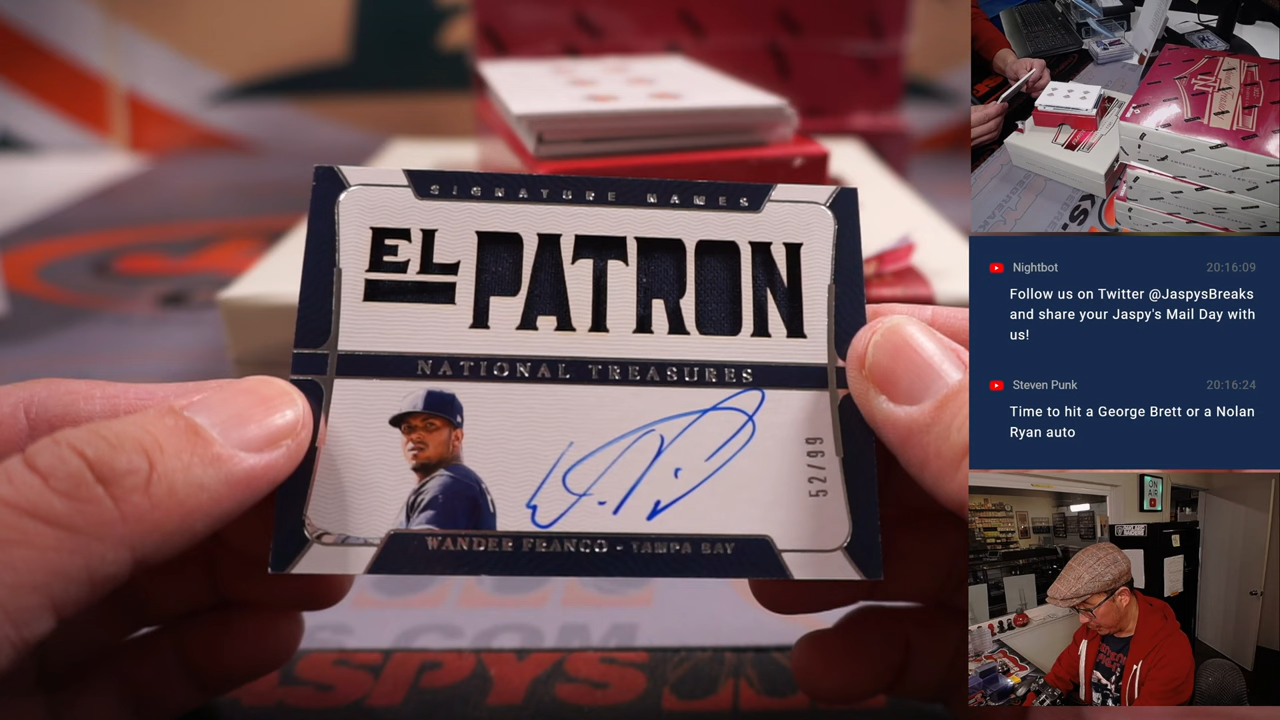 SIGNATURE NAMES
EL PATRON
NATIONAL TREASURES
52/99
WANDER FRANCO - TAMPA BAY
JASPYS
Nightbot 20:16:09
Follow us on Twitter @JaspysBreaks
and share your Jaspy's Mail Day with
us!
Steven Punk 20:16:24
Time to hit a George Brett or a Nolan
Ryan auto
ON
AIR